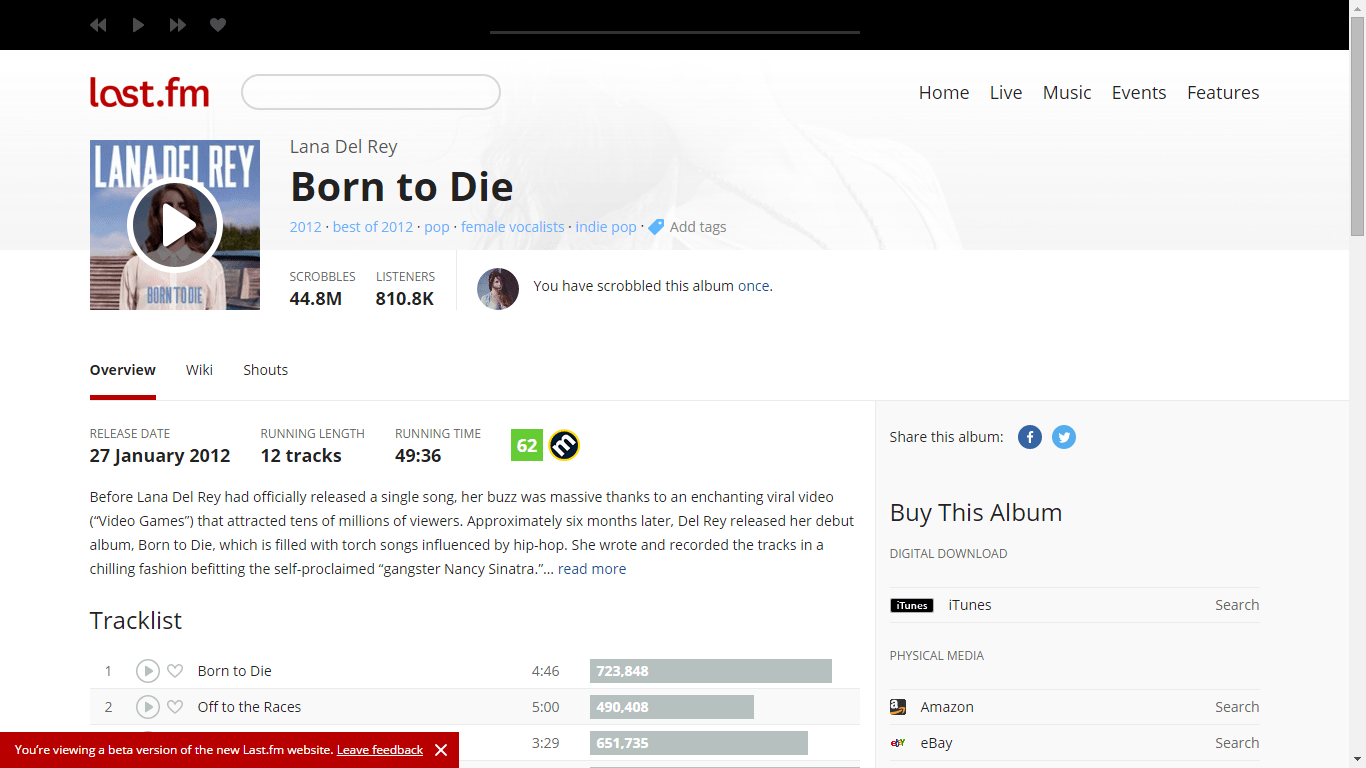 last.fm
Home Live Music Events Features
LANA DEL REY
BORN TO DIE
Lana Del Rey
Born to Die
2012 · best of 2012 · pop · female vocalists · indie pop · Add tags
SCROBBLES LISTENERS
44.8M 810.8K
You have scrobbled this album once.
Overview Wiki Shouts
RELEASE DATE RUNNING LENGTH RUNNING TIME
27 January 2012 12 tracks 49:36
62 m
Before Lana Del Rey had officially released a single song, her buzz was massive thanks to an enchanting viral video
(“Video Games”) that attracted tens of millions of viewers. Approximately six months later, Del Rey released her debut
album, Born to Die, which is filled with torch songs influenced by hip-hop. She wrote and recorded the tracks in a
chilling fashion befitting the self-proclaimed “gangster Nancy Sinatra.”... read more
Tracklist
1 Born to Die 4:46 723,848
2 Off to the Races 5:00 490,408
3:29 651,735
You’re viewing a beta version of the new Last.fm website. Leave feedback
Share this album:
Buy This Album
DIGITAL DOWNLOAD
iTunes iTunes Search
PHYSICAL MEDIA
a Amazon Search
ebY eBay Search